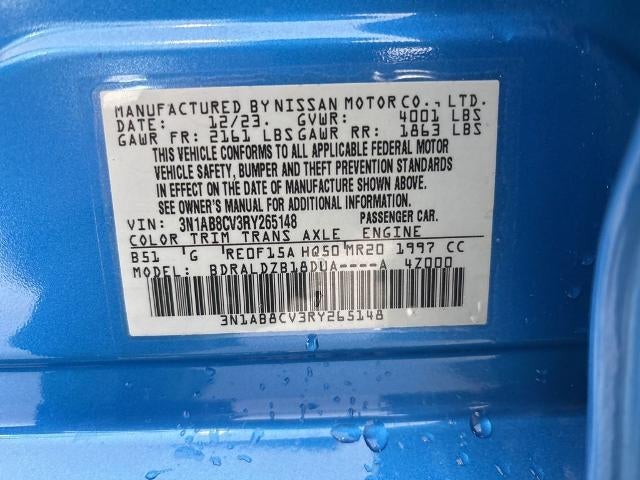 MANUFACTURED BY NISSAN MOTOR CO., LTD.
DATE: 12/23. GVWR: 4001 LBS
GAWR FR: 2161 LBS GAWR RR: 1863 LBS
THIS VEHICLE CONFORMS TO ALL APPLICABLE FEDERAL MOTOR
VEHICLE SAFETY, BUMPER AND THEFT PREVENTION STANDARDS
IN EFFECT ON THE DATE OF MANUFACTURE SHOWN ABOVE.
SEE OWNER'S MANUAL FOR ADDITIONAL INFORMATION.
VIN: 3N1AB8CV3RY265148 PASSENGER CAR.
COLOR TRIM TRANS AXLE ENGINE
B51 G RE0F15A HQ50 MR20 1997 CC
MODEL: BDRALDZB18DUA----A 4Z000
3N1AB8CV3RY265148